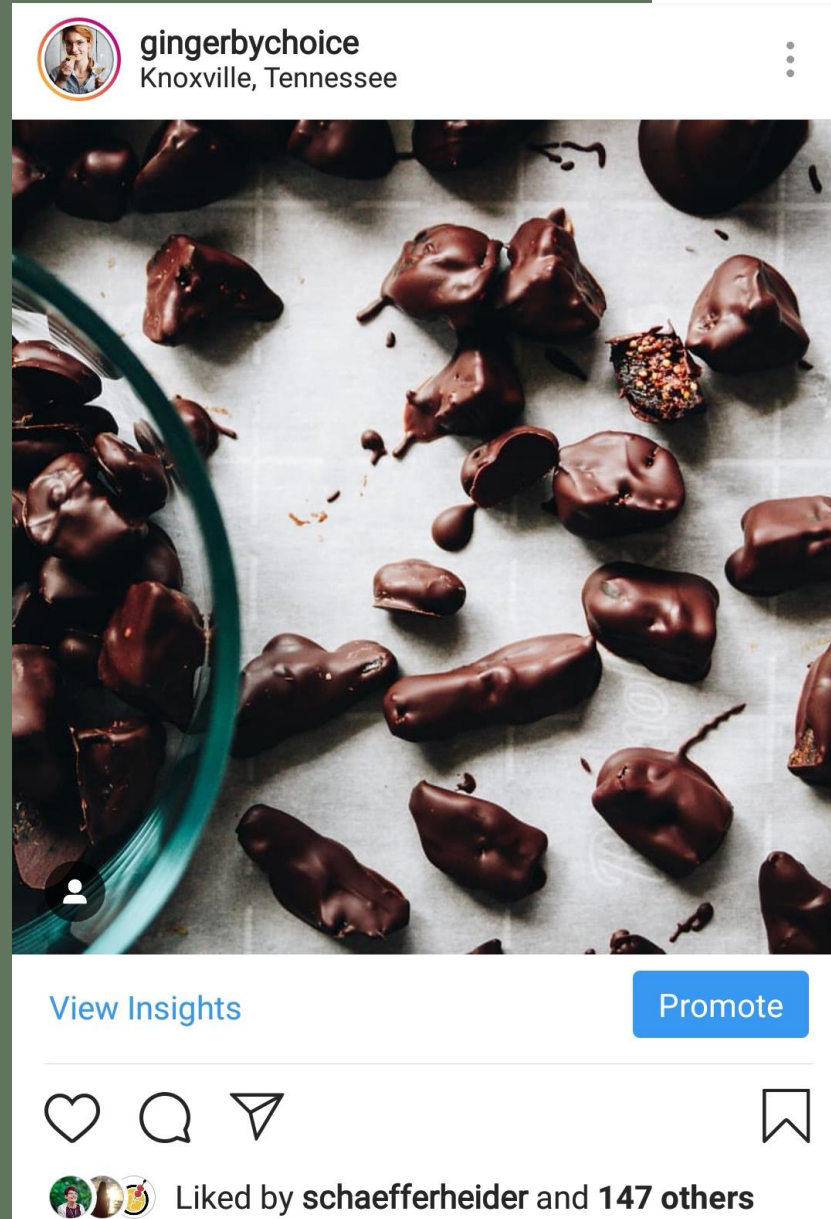 gingerbychoice
Knoxville, Tennessee
View Insights
Promote
Liked by schaefferheider and 147 others